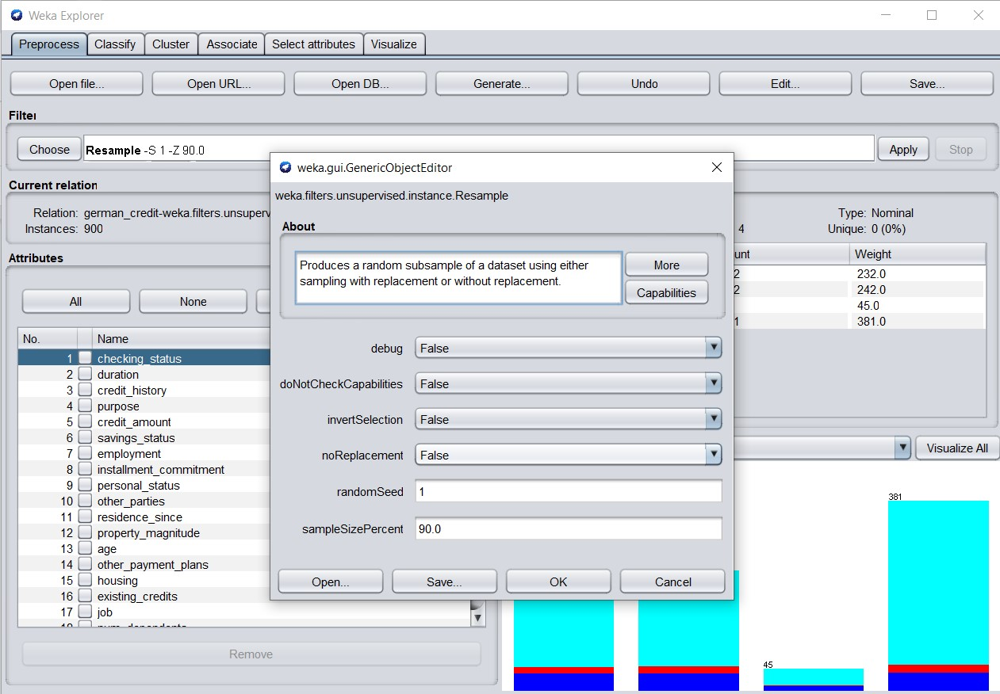 Weka Explorer
Preprocess Classify Cluster Associate Select attributes Visualize
Open file... Open URL... Open DB... Generate... Undo Edit... Save...
Filter
Choose Resample -S 1 -Z 90.0 Apply Stop
Current relation
Relation: german_credit-weka.filters.unsuperv
Instances: 900
Attributes
All None
No. Name
1 checking_status
2 duration
3 credit_history
4 purpose
5 credit_amount
6 savings_status
7 employment
8 installment_commitment
9 personal_status
10 other_parties
11 residence_since
12 property_magnitude
13 age
14 other_payment_plans
15 housing
16 existing_credits
17 job
Remove
weka.gui.GenericObjectEditor
weka.filters.unsupervised.instance.Resample
About
Produces a random subsample of a dataset using either
sampling with replacement or without replacement.
More
Capabilities
debug False
doNotCheckCapabilities False
invertSelection False
noReplacement False
randomSeed 1
sampleSizePercent 90.0
Open... Save... OK Cancel
Type: Nominal
4 Unique: 0 (0%)
unt Weight
2 232.0
2 242.0
45.0
1 381.0
Visualize All
381
45